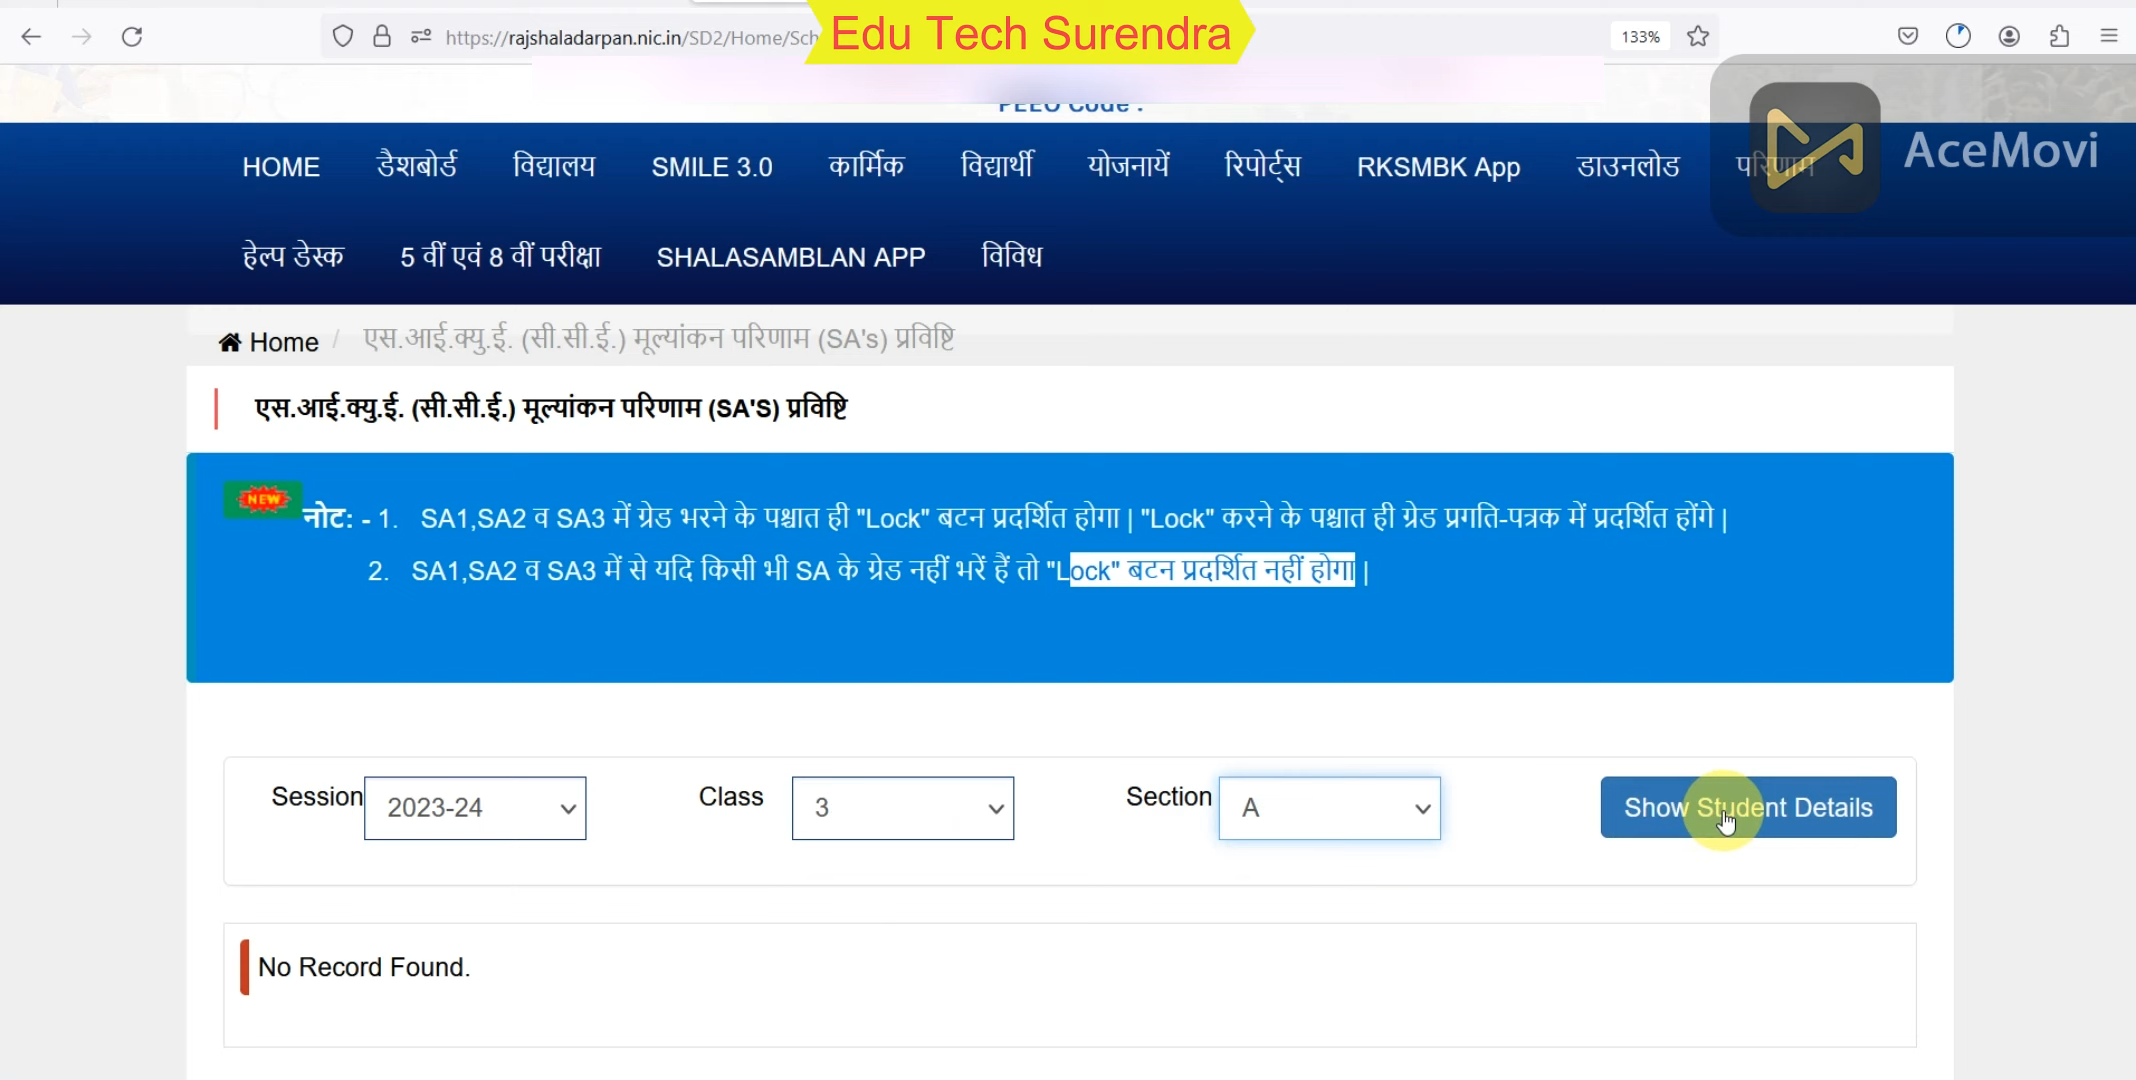 https://rajshaladarpan.nic.in/SD2/Home/Sch
Edu Tech Surendra
133%
PEEO Code :
AceMovi
HOME डैशबोर्ड विद्यालय SMILE 3.0 कार्मिक विद्यार्थी योजनायें रिपोर्ट्स RKSMBK App डाउनलोड परिणाम
हेल्प डेस्क 5 वीं एवं 8 वीं परीक्षा SHALASAMBLAN APP विविध
Home / एस.आई.क्यु.ई. (सी.सी.ई.) मूल्यांकन परिणाम (SA's) प्रविष्टि
एस.आई.क्यु.ई. (सी.सी.ई.) मूल्यांकन परिणाम (SA'S) प्रविष्टि
NEW नोट: - 1. SA1,SA2 व SA3 में ग्रेड भरने के पश्चात ही "Lock" बटन प्रदर्शित होगा | "Lock" करने के पश्चात ही ग्रेड प्रगति-पत्रक में प्रदर्शित होंगे |
2. SA1,SA2 व SA3 में से यदि किसी भी SA के ग्रेड नहीं भरें हैं तो "Lock" बटन प्रदर्शित नहीं होगा |
Session 2023-24 Class 3 Section A Show Student Details
No Record Found.